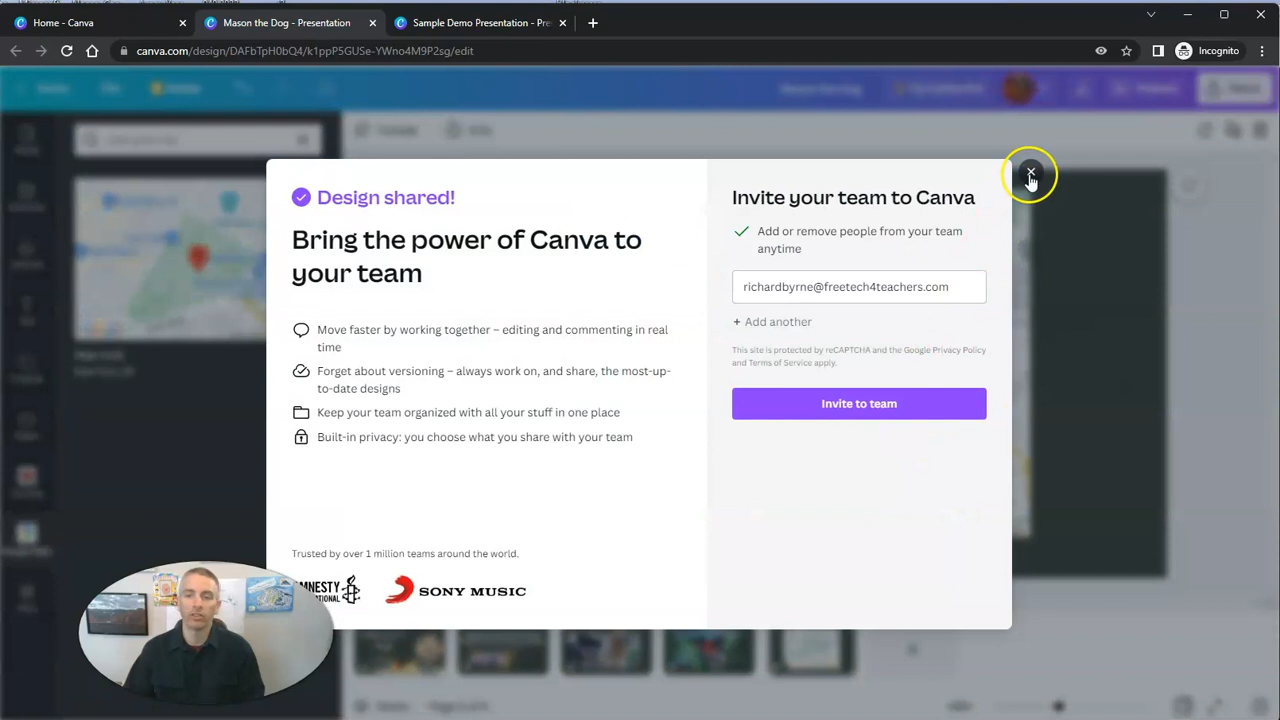 Home - Canva
Mason the Dog - Presentation
Sample Demo Presentation - Pre
canva.com/design/DAFbTpH0bQ4/k1ppP5GUSe-YWno4M9P2sg/edit
Incognito
Design shared!
Bring the power of Canva to
your team
Move faster by working together – editing and commenting in real
time
Forget about versioning – always work on, and share, the most-up-
to-date designs
Keep your team organized with all your stuff in one place
Built-in privacy: you choose what you share with your team
Trusted by over 1 million teams around the world.
SONY MUSIC
Invite your team to Canva
Add or remove people from your team
anytime
richardbyrne@freetech4teachers.com
+ Add another
This site is protected by reCAPTCHA and the Google Privacy Policy
and Terms of Service apply.
Invite to team